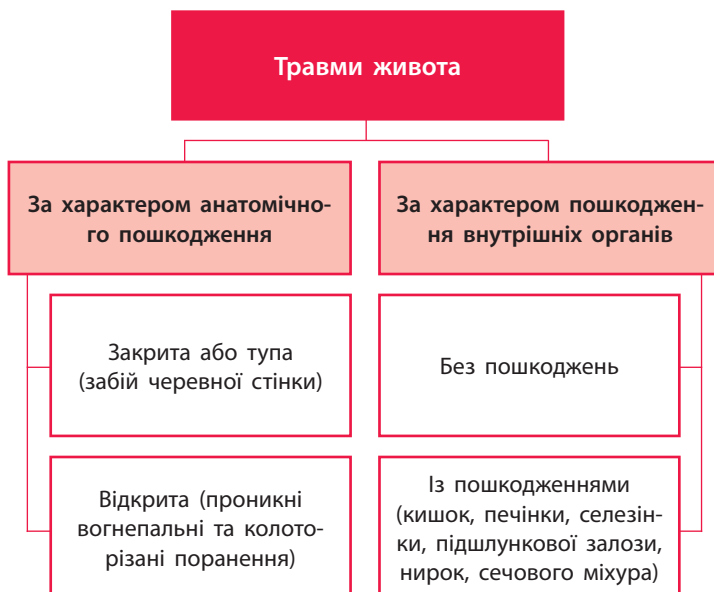 Травми живота
За характером анатомічно-
го пошкодження
За характером пошкоджен-
ня внутрішніх органів
Закрита або тупа
(забій черевної стінки)
Без пошкоджень
Відкрита (проникні
вогнепальні та колото-
різані поранення)
Із пошкодженнями
(кишок, печінки, селезін-
ки, підшлункової залози,
нирок, сечового міхура)